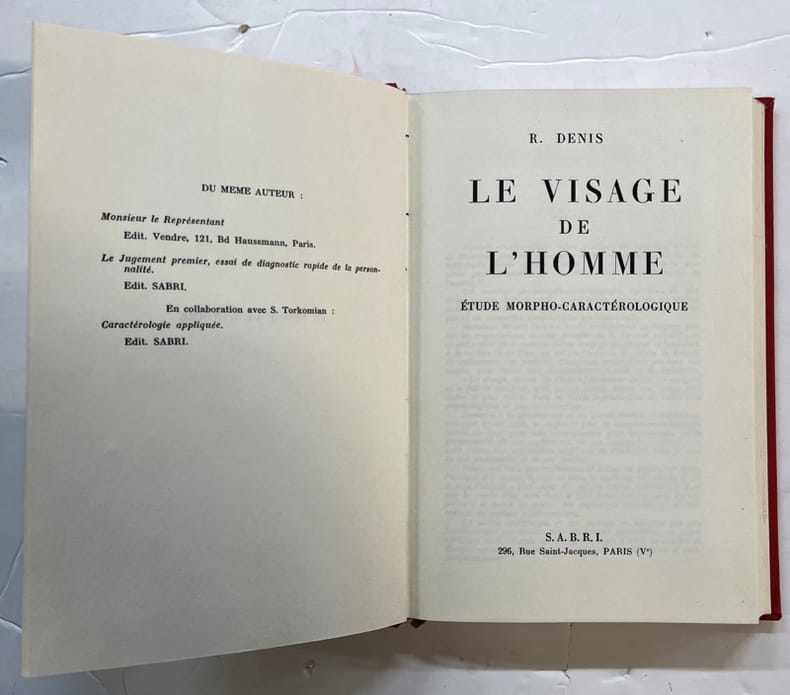 DU MEME AUTEUR :
Monsieur le Représentant
Edit. Vendre, 121, Bd Haussmann, Paris.
Le Jugement premier, essai de diagnostic rapide de la person-
nalité.
Edit. SABRI.
En collaboration avec S. Torkomian :
Caractérologie appliquée.
Edit. SABRI.
R. DENIS
LE VISAGE
DE
L'HOMME
ÉTUDE MORPHO-CARACTÉROLOGIQUE
S.A.B.R.I.
296, Rue Saint-Jacques, PARIS (Vᵉ)